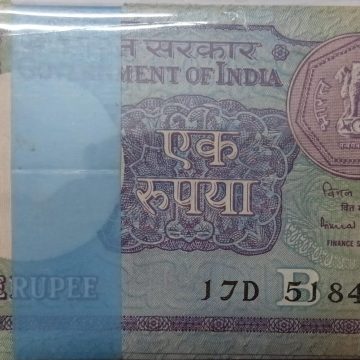 सरकार
GOVERNMENT OF INDIA
भारत
एक
रुपया
FINANCE
RUPEE
B
17D 5184